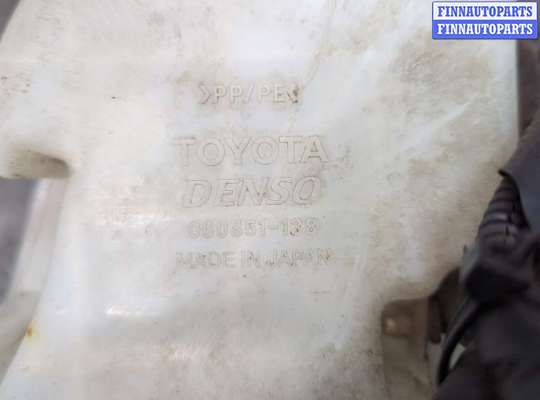 FINNAUTOPARTS
FINNAUTOPARTS
>PP/PE<
TOYOTA
DENSO
060851-138
MADE IN JAPAN